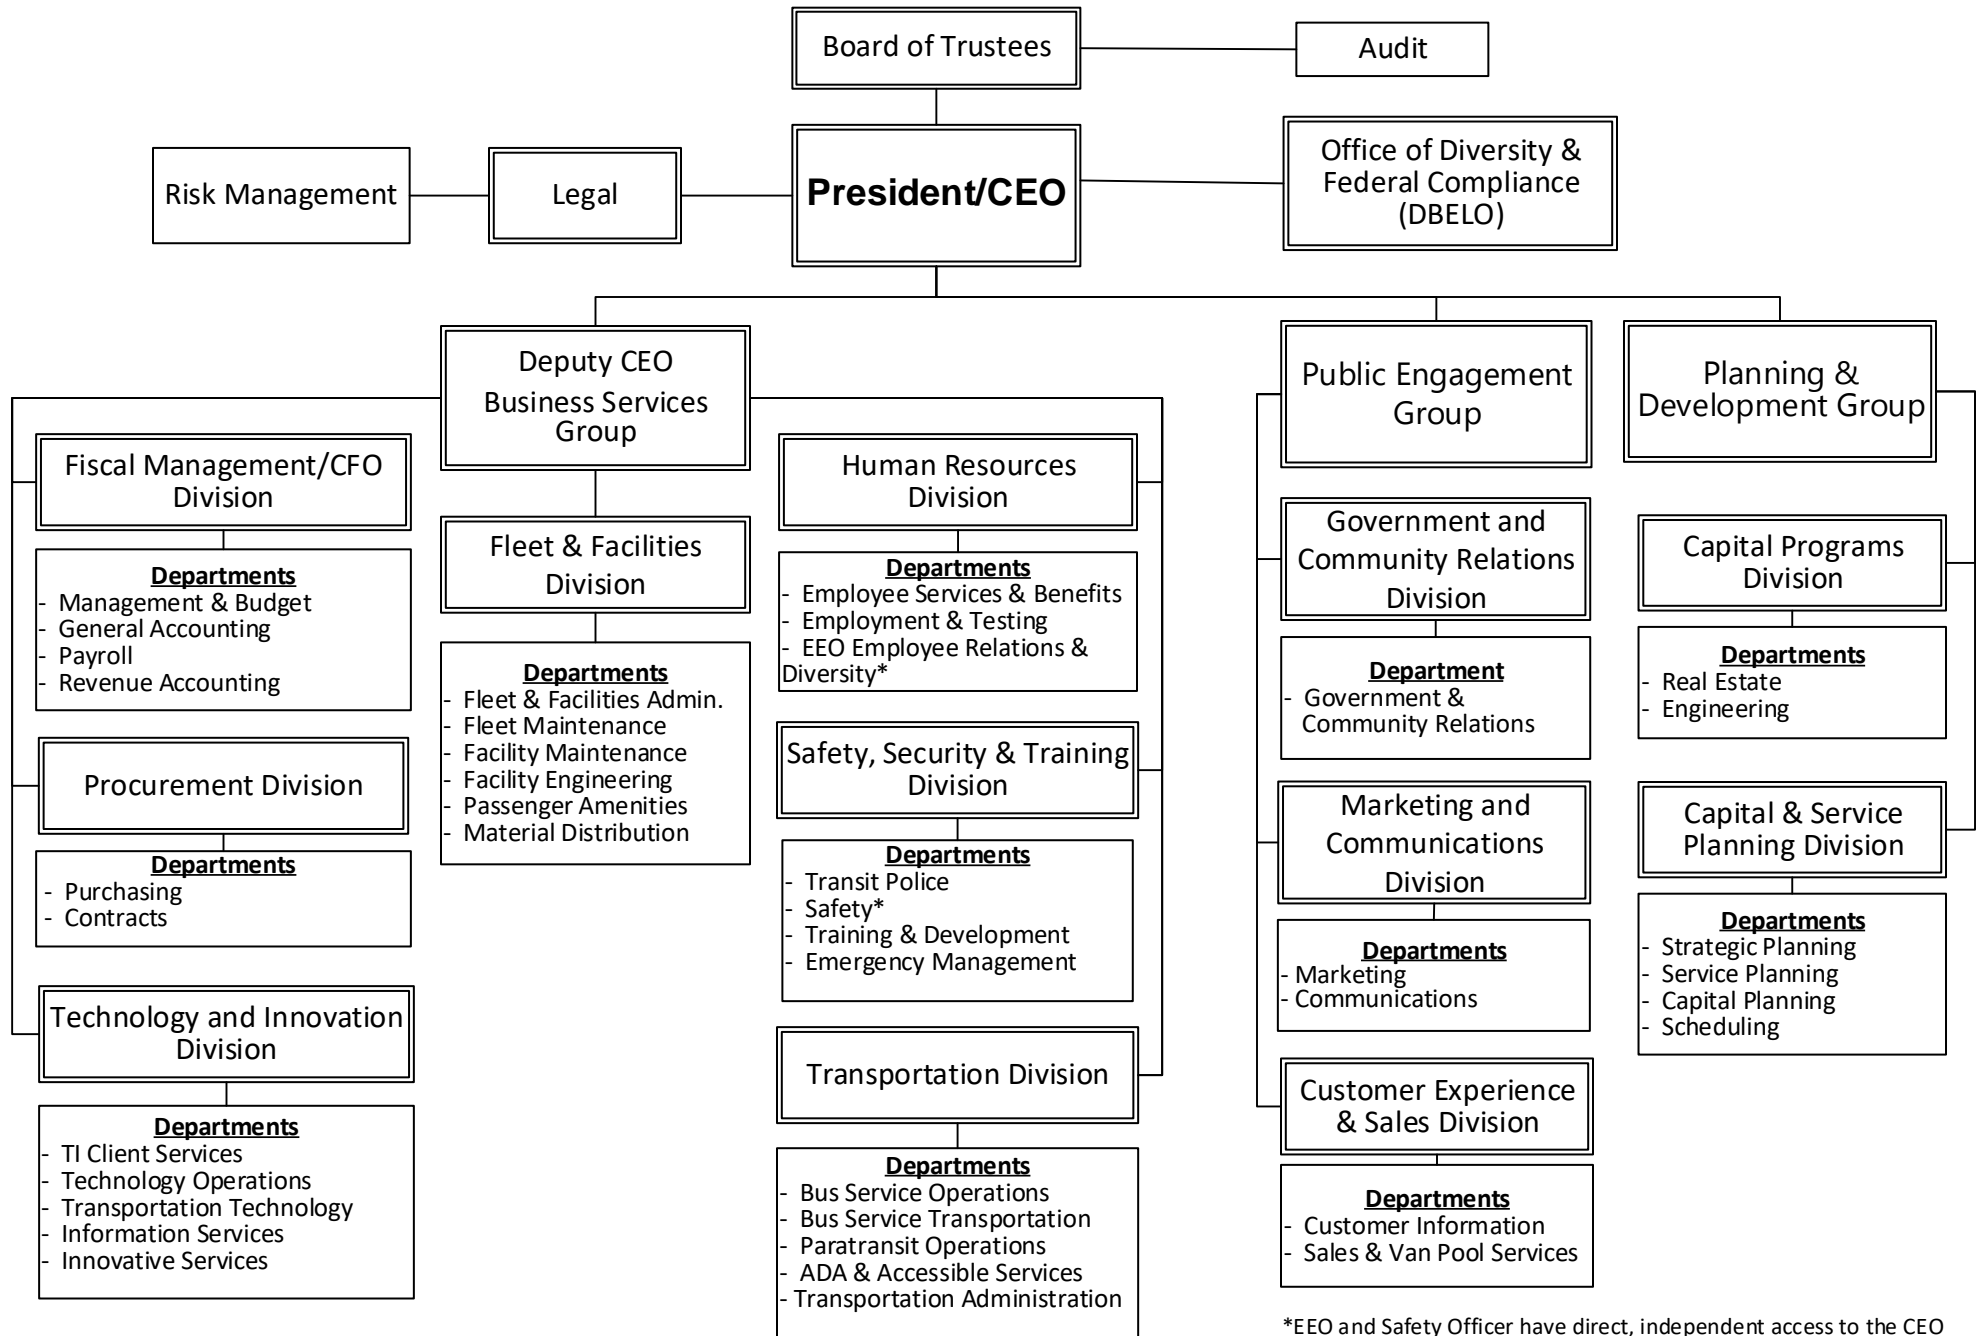 Board of Trustees
Audit
Risk Management
Legal
President/CEO
Office of Diversity &
Federal Compliance
(DBELO)
Deputy CEO
Business Services
Group
Public Engagement
Group
Planning &
Development Group
Fiscal Management/CFO
Division
Departments
- Management & Budget
- General Accounting
- Payroll
- Revenue Accounting
Procurement Division
Departments
- Purchasing
- Contracts
Technology and Innovation
Division
Departments
- TI Client Services
- Technology Operations
- Transportation Technology
- Information Services
- Innovative Services
Fleet & Facilities
Division
Departments
- Fleet & Facilities Admin.
- Fleet Maintenance
- Facility Maintenance
- Facility Engineering
- Passenger Amenities
- Material Distribution
Human Resources
Division
Departments
- Employee Services & Benefits
- Employment & Testing
- EEO Employee Relations &
Diversity*
Safety, Security & Training
Division
Departments
- Transit Police
- Safety*
- Training & Development
- Emergency Management
Transportation Division
Departments
- Bus Service Operations
- Bus Service Transportation
- Paratransit Operations
- ADA & Accessible Services
- Transportation Administration
Government and
Community Relations
Division
Department
- Government &
Community Relations
Marketing and
Communications
Division
Departments
- Marketing
- Communications
Customer Experience
& Sales Division
Departments
- Customer Information
- Sales & Van Pool Services
Capital Programs
Division
Departments
- Real Estate
- Engineering
Capital & Service
Planning Division
Departments
- Strategic Planning
- Service Planning
- Capital Planning
- Scheduling
*EEO and Safety Officer have direct, independent access to the CEO